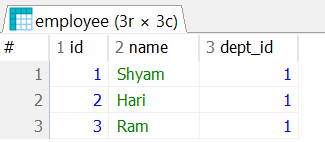 employee (3r × 3c)
# 1 id 2 name 3 dept_id
1 1 Shyam 1
2 2 Hari 1
3 3 Ram 1